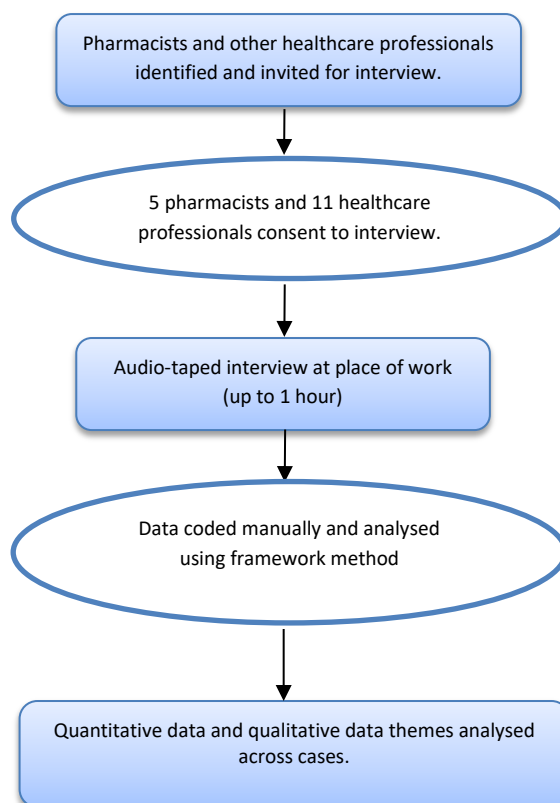 Pharmacists and other healthcare professionals
identified and invited for interview.
5 pharmacists and 11 healthcare
professionals consent to interview.
Audio-taped interview at place of work
(up to 1 hour)
Data coded manually and analysed
using framework method
Quantitative data and qualitative data themes analysed
across cases.